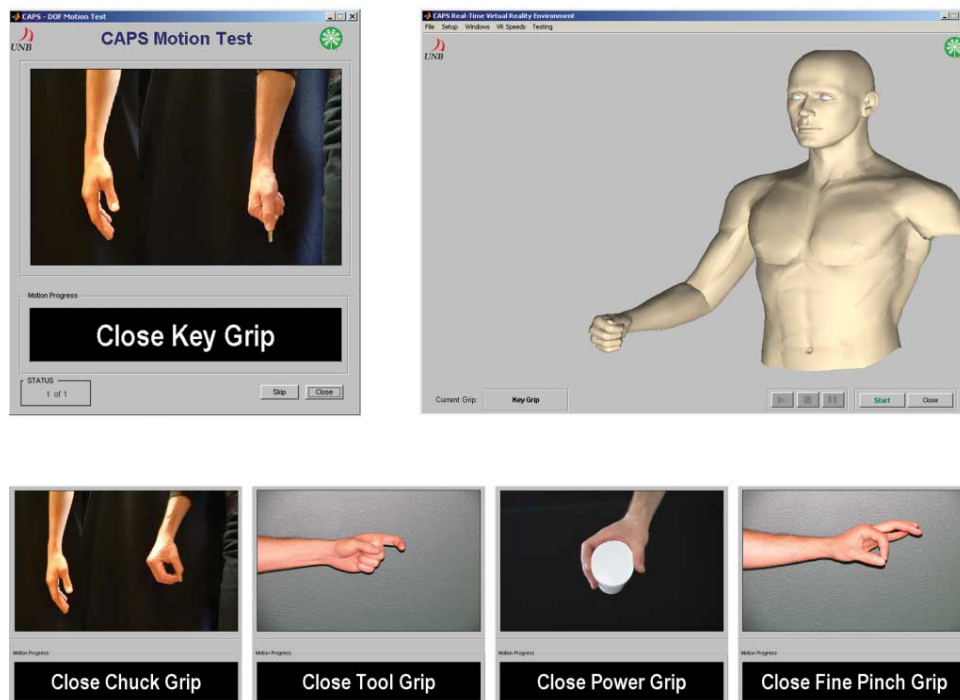 CAPS - DOF Motion Test
UNB
CAPS Motion Test
Motion Progress
Close Key Grip
STATUS
1 of 1
Skip
Close
CAPS Real-Time Virtual Reality Environment
File Setup Windows VR Speeds Testing
UNB
Current Grip:
Key Grip
Start
Close
Motion Progress
Close Chuck Grip
Motion Progress
Close Tool Grip
Motion Progress
Close Power Grip
Motion Progress
Close Fine Pinch Grip